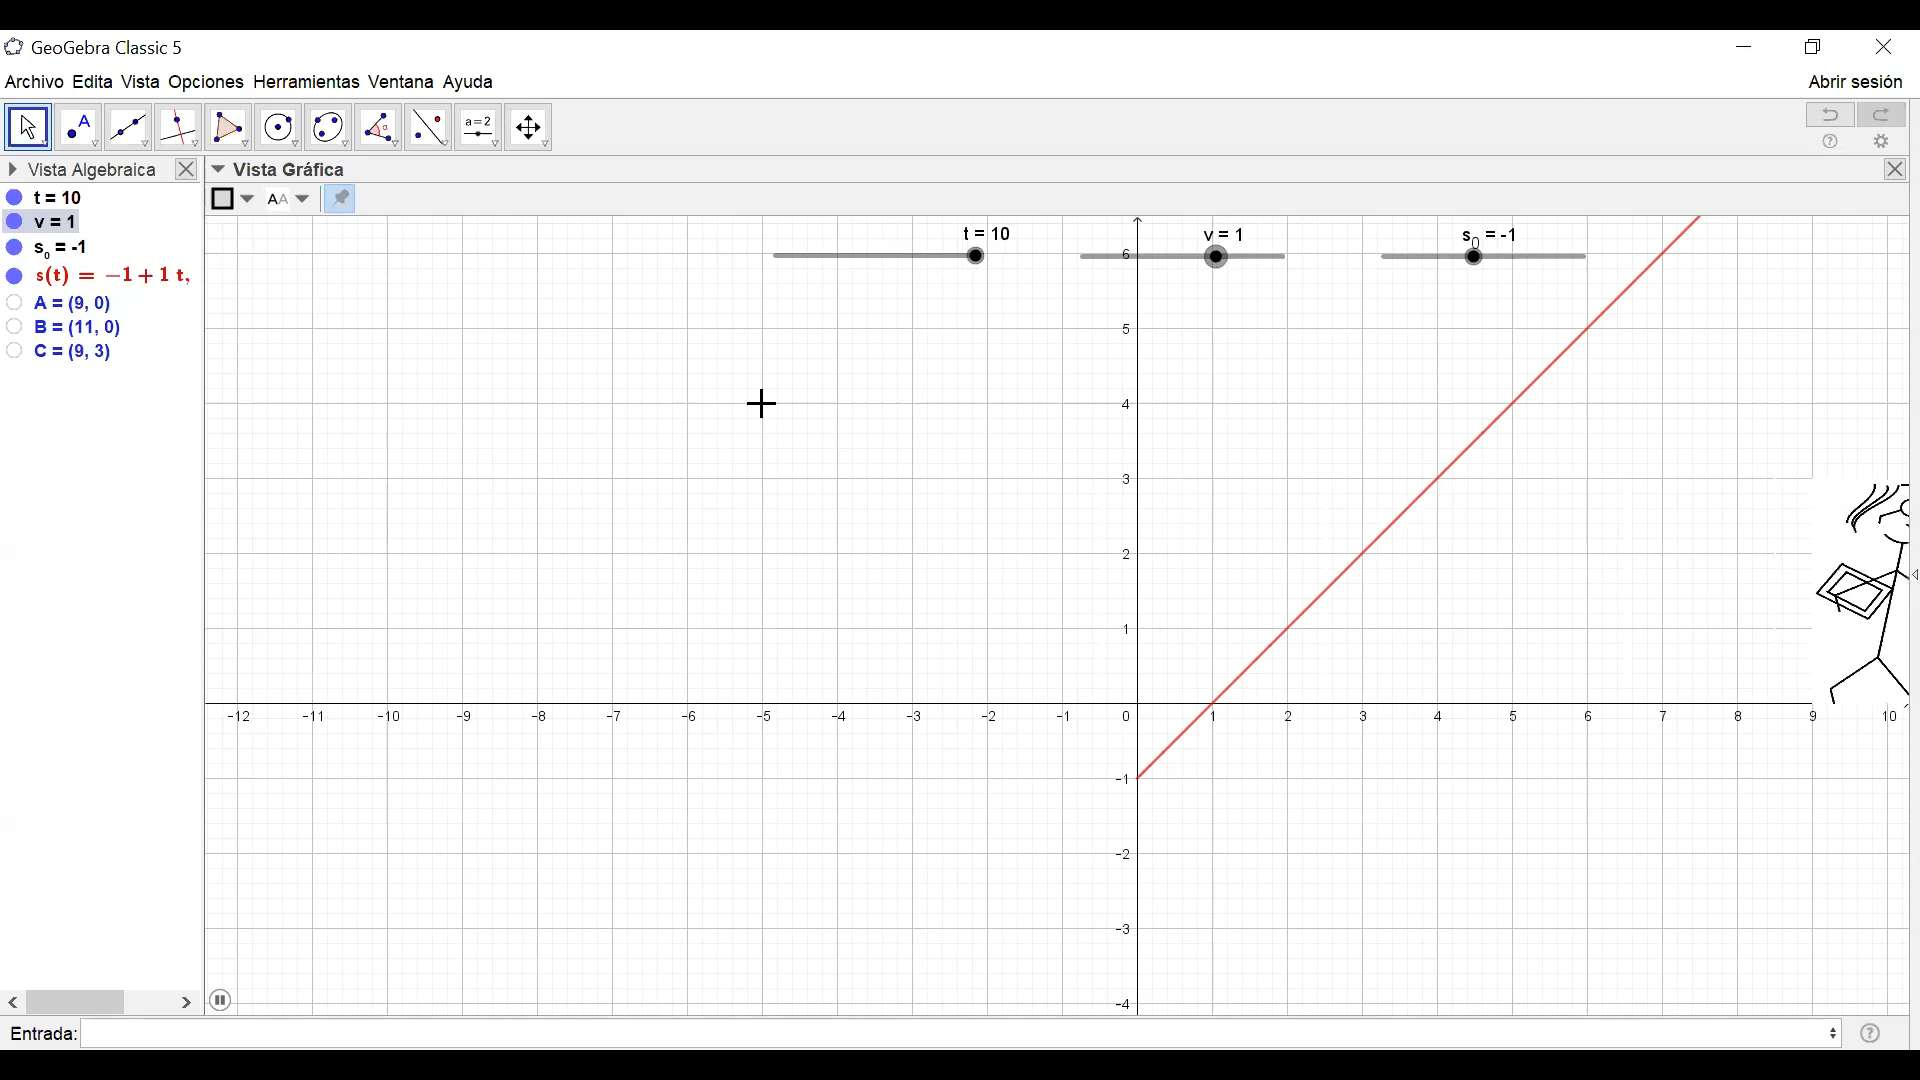 GeoGebra Classic 5
Archivo Edita Vista Opciones Herramientas Ventana Ayuda
Abrir sesión
A
α
a=2
Vista Algebraica
Vista Gráfica
AA
t = 10
v = 1
s₀ = -1
s(t) = −1 + 1 t,
A = (9, 0)
B = (11, 0)
C = (9, 3)
t = 10
v = 1
s₀ = -1
6
5
4
3
2
1
-12 -11 -10 -9 -8 -7 -6 -5 -4 -3 -2 -1 0 1 2 3 4 5 6 7 8 9 10
-1
-2
-3
-4
Entrada: